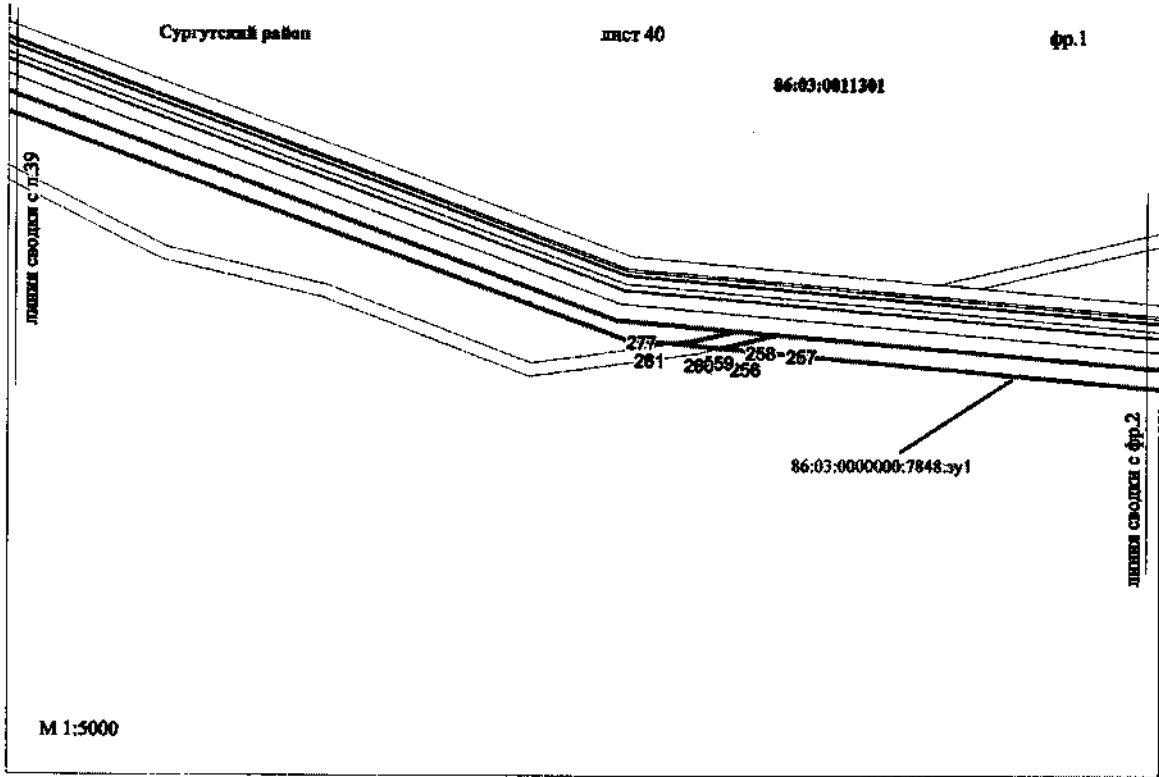 Сургутский район
лист 40
фр.1
86:03:0011301
линия сводки с л.39
277
261
258
257
256
86:03:0000000:7848:зу1
линия сводки с фр.2
М 1:5000